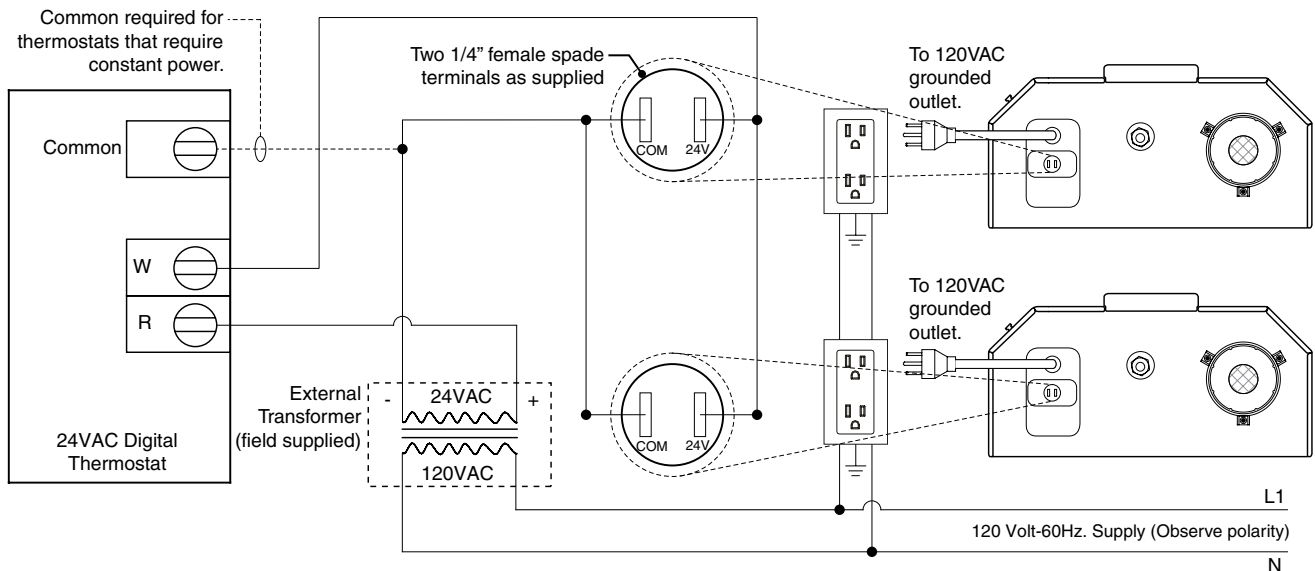 Common required for
thermostats that require
constant power.
Common
W
R
24VAC Digital
Thermostat
External
Transformer
(field supplied)
- 24VAC +
120VAC
Two 1/4” female spade
terminals as supplied
COM 24V
COM 24V
To 120VAC
grounded
outlet.
To 120VAC
grounded
outlet.
L1
120 Volt-60Hz. Supply (Observe polarity)
N